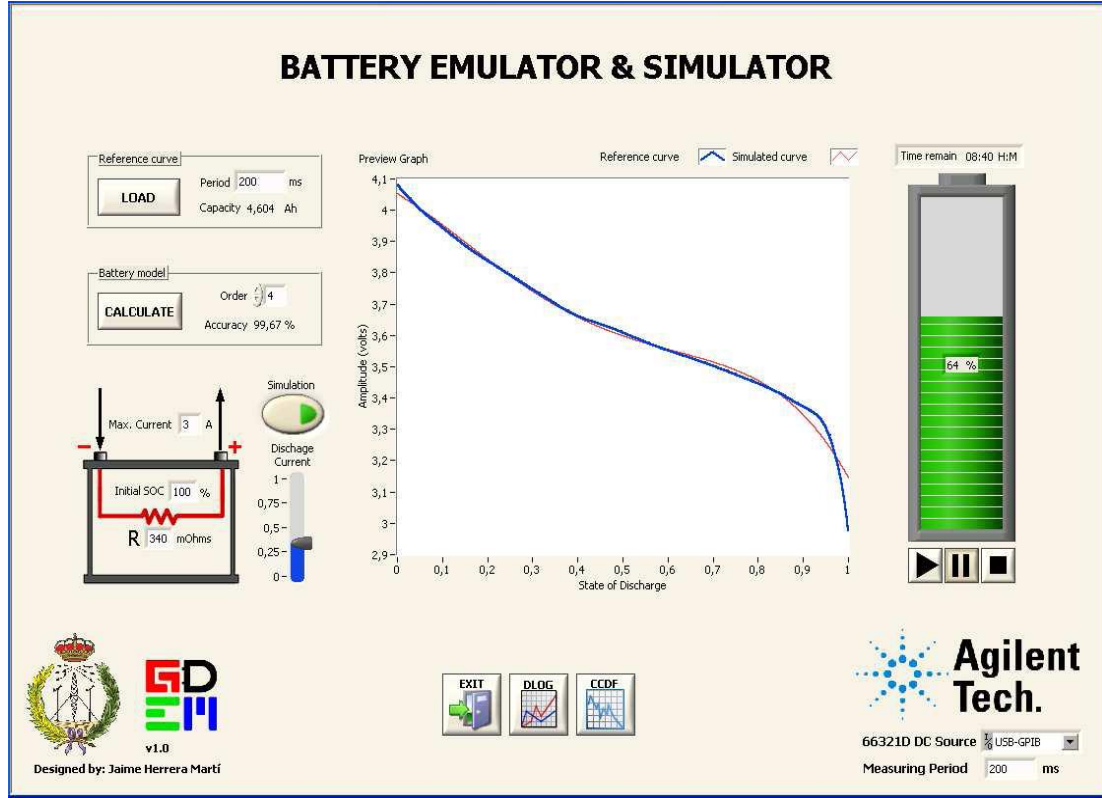 BATTERY EMULATOR & SIMULATOR
Reference curve
LOAD
Period 200 ms
Capacity 4,604 Ah
Battery model
CALCULATE
Order 4
Accuracy 99,67 %
Max. Current 3 A
- +
Initial SOC 100 %
R 340 mOhms
Simulation
Dischage
Current
1
0,75
0,5
0,25
0
Preview Graph
Reference curve
Simulated curve
Amplitude (volts)
4,1
4
3,9
3,8
3,7
3,6
3,5
3,4
3,3
3,2
3,1
3
2,9
0 0,1 0,2 0,3 0,4 0,5 0,6 0,7 0,8 0,9 1
State of Discharge
Time remain 08:40 H:M
64 %
GDEM
v1.0
Designed by: Jaime Herrera Martí
EXIT
DLOG
CCDF
Agilent
Tech.
66321D DC Source I/O USB-GPIB
Measuring Period 200 ms